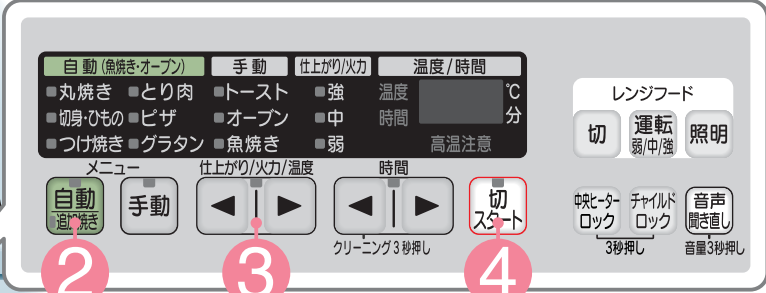 自動(魚焼き・オーブン) 手動 仕上がり/火力 温度/時間
丸焼き とり肉 トースト 強 温度 ℃
切身・ひもの ピザ オーブン 中 時間 分
つけ焼き グラタン 魚焼き 弱 高温注意
メニュー 仕上がり/火力/温度 時間
自動
追加焼き
手動
切
スタート
クリーニング3秒押し
2 3 4
レンジフード
切
運転
弱/中/強
照明
中央ヒーター
ロック
チャイルド
ロック
音声
聞き直し
3秒押し 音量3秒押し